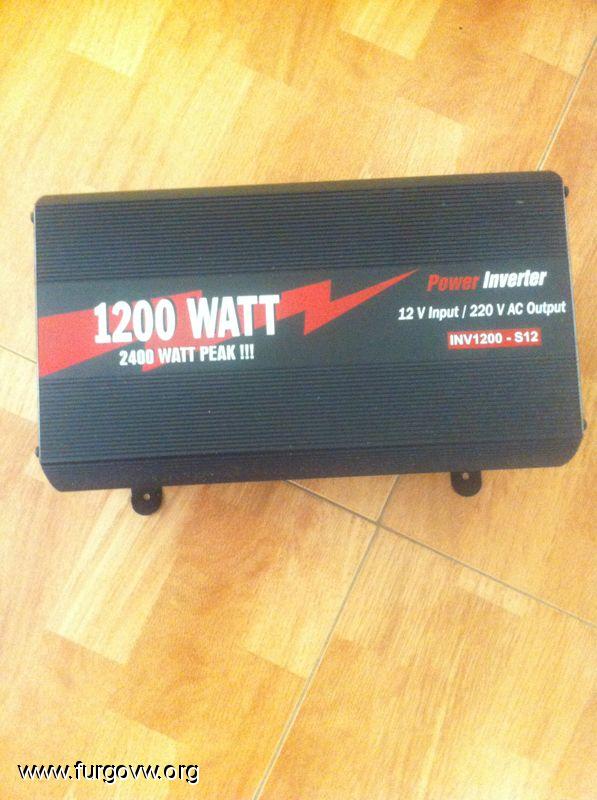 Power Inverter
1200 WATT
12 V Input / 220 V AC Output
2400 WATT PEAK !!!
INV1200 - S12
www.furgovw.org